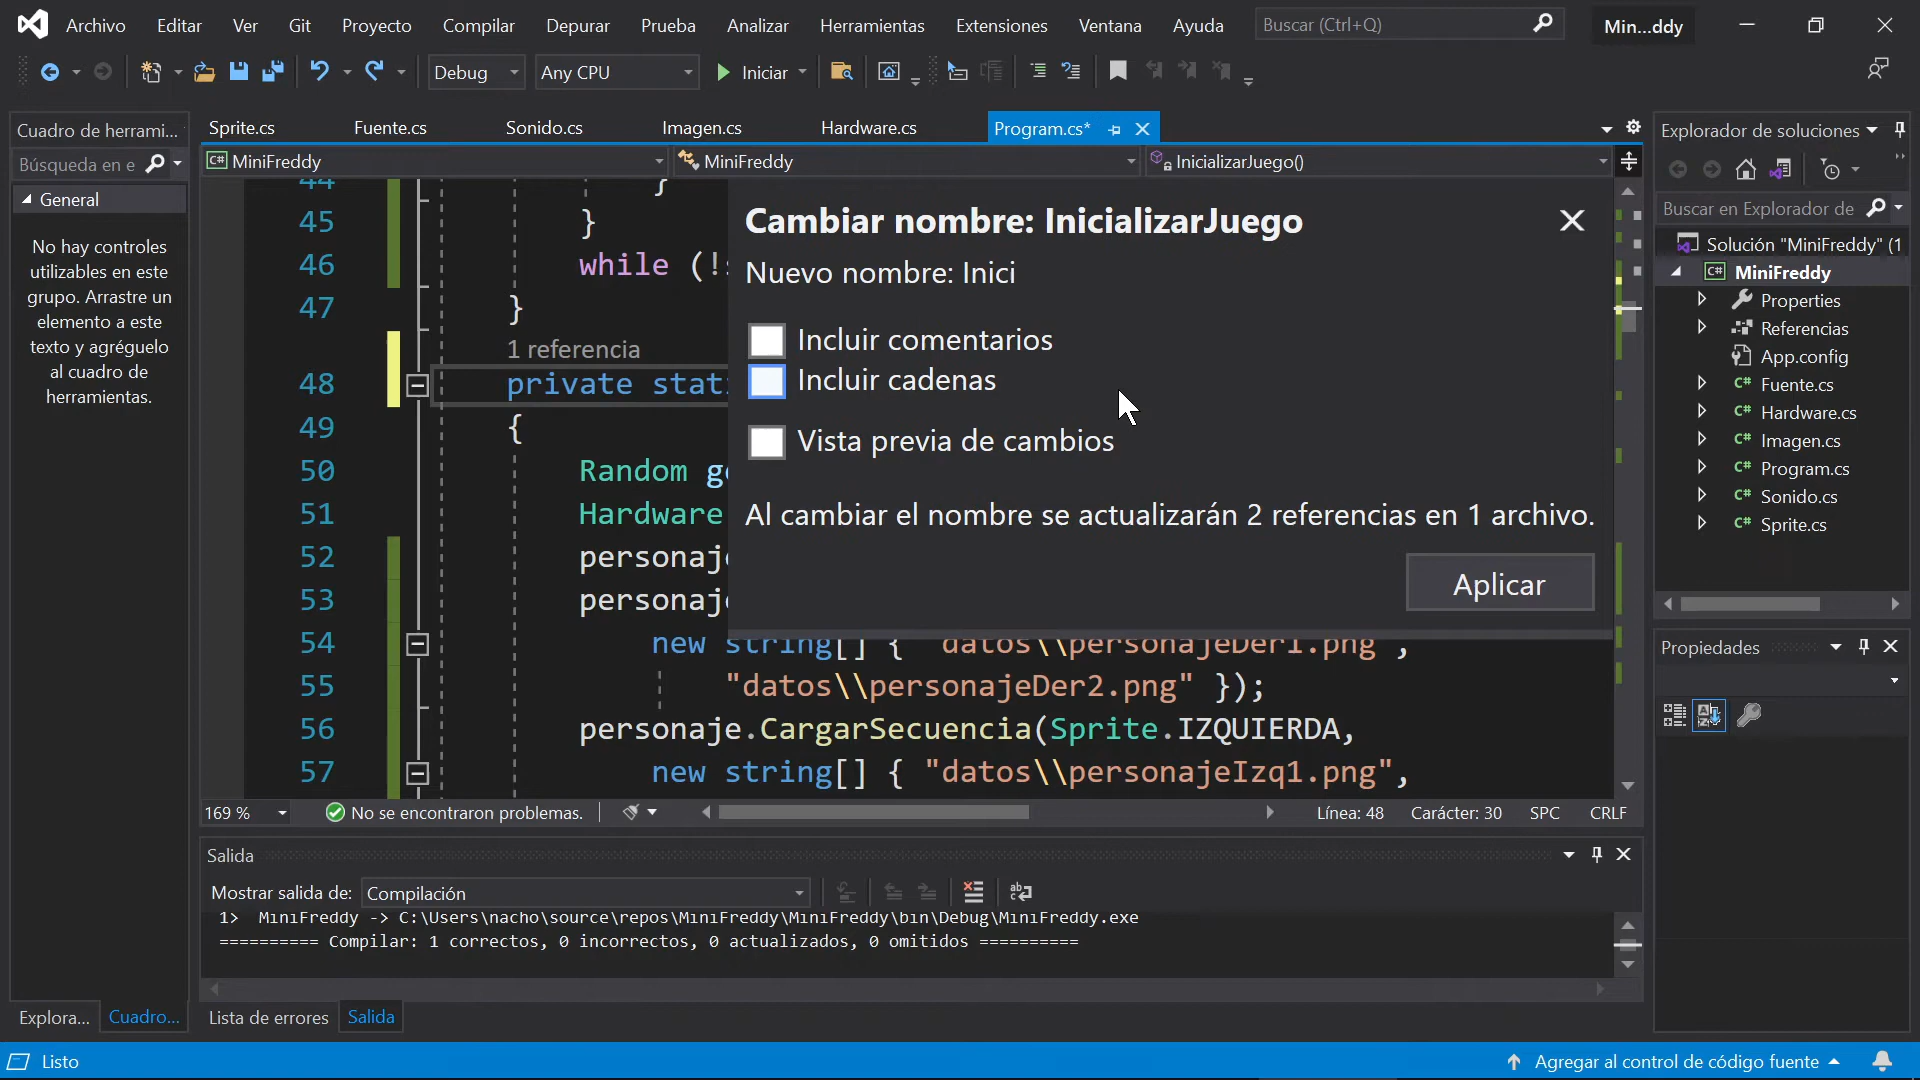 Archivo Editar Ver Git Proyecto Compilar Depurar Prueba Analizar Herramientas Extensiones Ventana Ayuda Buscar (Ctrl+Q) Min...ddy
Debug Any CPU Iniciar
Cuadro de herrami...
Búsqueda en e
General
No hay controles
utilizables en este
grupo. Arrastre un
elemento a este
texto y agréguelo
al cuadro de
herramientas.
Sprite.cs Fuente.cs Sonido.cs Imagen.cs Hardware.cs Program.cs*
C# MiniFreddy MiniFreddy InicializarJuego()
44 }
45 }
46 while (!
47 }
1 referencia
48 private stati
49 {
50 Random ge
51 Hardware
52 personaje
53 personaje
54 new string[] { "datos\\personajeDer1.png",
55 "datos\\personajeDer2.png" });
56 personaje.CargarSecuencia(Sprite.IZQUIERDA,
57 new string[] { "datos\\personajeIzq1.png",
Cambiar nombre: InicializarJuego
Nuevo nombre: Inici
Incluir comentarios
Incluir cadenas
Vista previa de cambios
Al cambiar el nombre se actualizarán 2 referencias en 1 archivo.
Aplicar
169 % No se encontraron problemas. Línea: 48 Carácter: 30 SPC CRLF
Salida
Mostrar salida de: Compilación
1> MiniFreddy -> C:\Users\nacho\source\repos\MiniFreddy\MiniFreddy\bin\Debug\MiniFreddy.exe
========== Compilar: 1 correctos, 0 incorrectos, 0 actualizados, 0 omitidos ==========
Explora... Cuadro... Lista de errores Salida
Explorador de soluciones
Buscar en Explorador de
Solución "MiniFreddy" (1
C# MiniFreddy
Properties
Referencias
App.config
C# Fuente.cs
C# Hardware.cs
C# Imagen.cs
C# Program.cs
C# Sonido.cs
C# Sprite.cs
Propiedades
Listo Agregar al control de código fuente